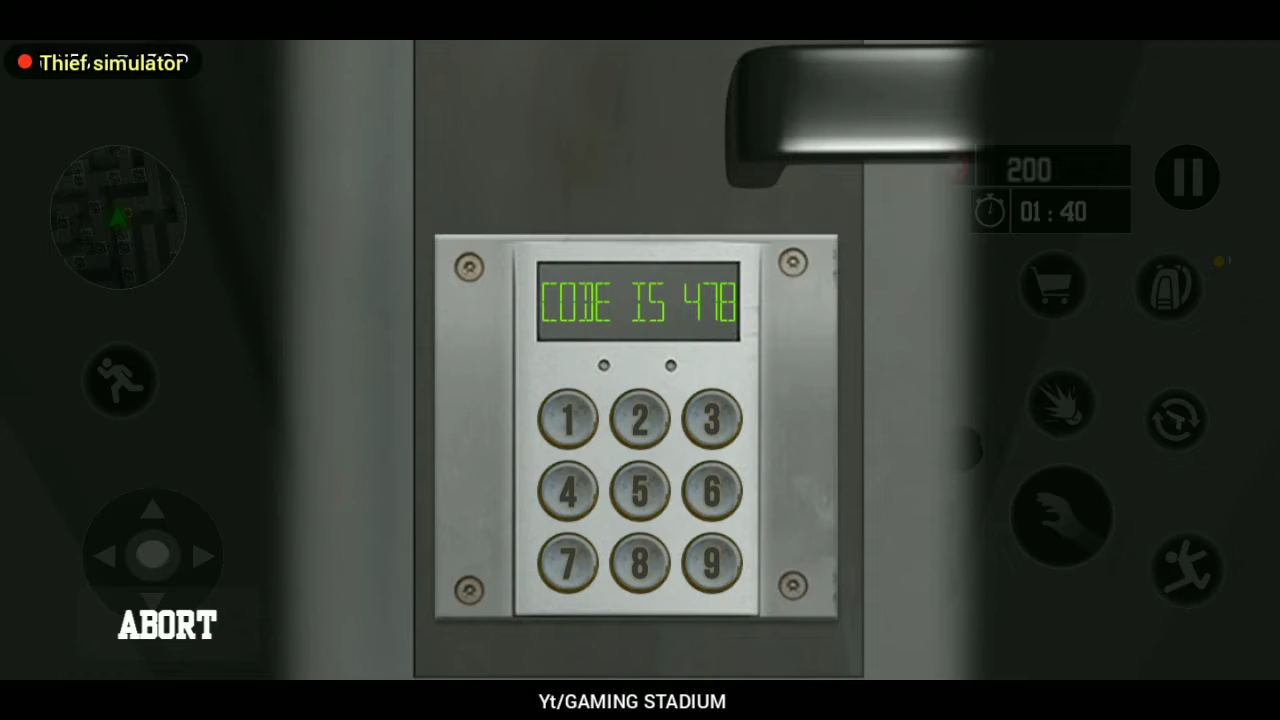 Thief simulator
200
01 : 40
CODE IS 478
1 2 3
4 5 6
7 8 9
ABORT
Yt/GAMING STADIUM